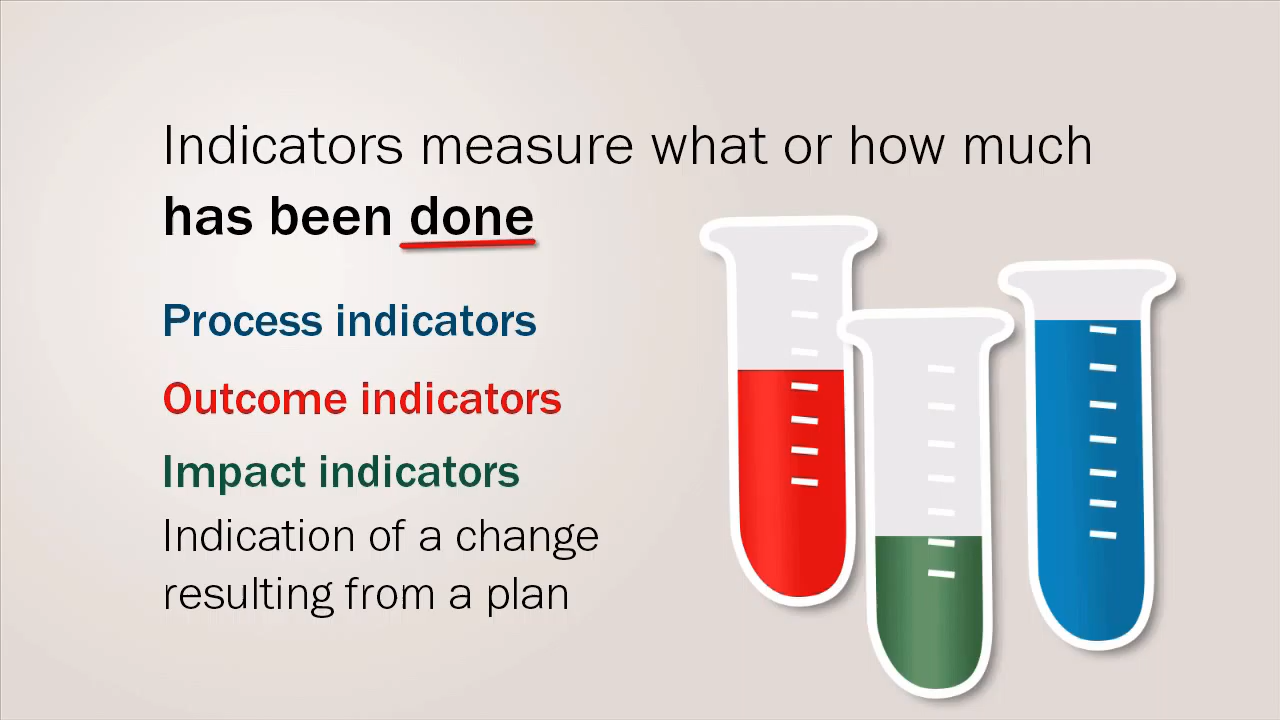 Indicators measure what or how much
has been done
Process indicators
Outcome indicators
Impact indicators
Indication of a change
resulting from a plan